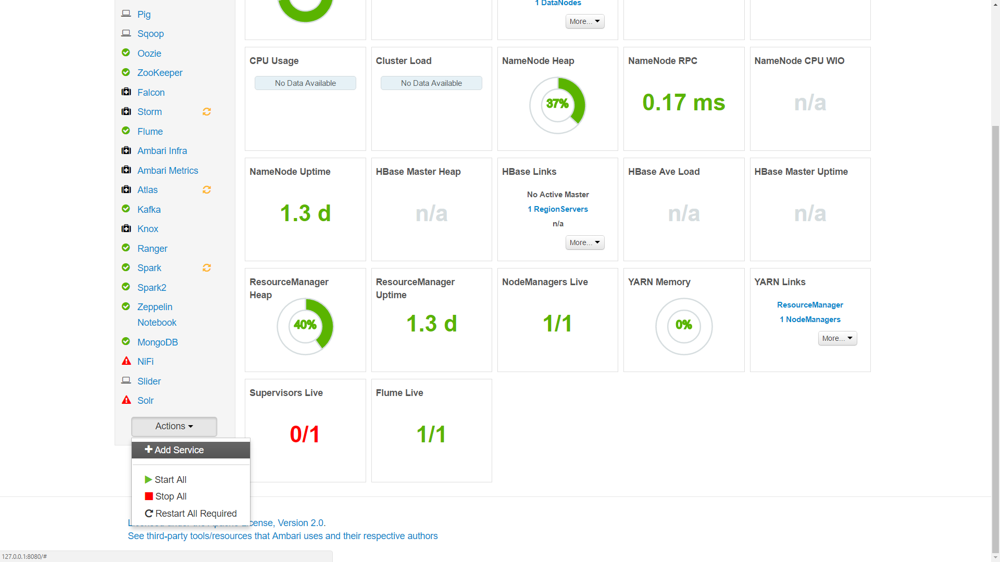 Pig
Sqoop
Oozie
ZooKeeper
Falcon
Storm
Flume
Ambari Infra
Ambari Metrics
Atlas
Kafka
Knox
Ranger
Spark
Spark2
Zeppelin
Notebook
MongoDB
NiFi
Slider
Solr
Actions
Add Service
Start All
Stop All
Restart All Required
1 DataNodes
More...
CPU Usage
No Data Available
Cluster Load
No Data Available
NameNode Heap
37%
NameNode RPC
0.17 ms
NameNode CPU WIO
n/a
NameNode Uptime
1.3 d
HBase Master Heap
n/a
HBase Links
No Active Master
1 RegionServers
n/a
More...
HBase Ave Load
n/a
HBase Master Uptime
n/a
ResourceManager
Heap
40%
ResourceManager
Uptime
1.3 d
NodeManagers Live
1/1
YARN Memory
0%
YARN Links
ResourceManager
1 NodeManagers
More...
Supervisors Live
0/1
Flume Live
1/1
Licensed under the Apache License, Version 2.0.
See third-party tools/resources that Ambari uses and their respective authors
127.0.0.1:8080/#